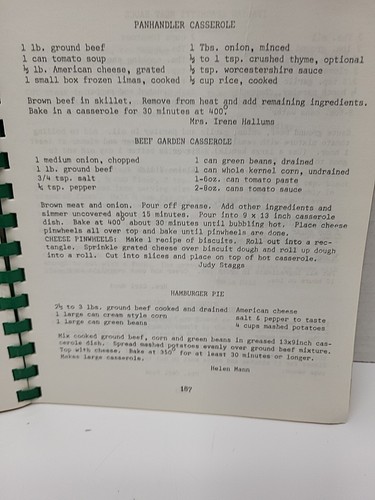 PANHANDLER CASSEROLE
1 lb. ground beef 1 Tbs. onion, minced
1 can tomato soup ½ to 1 tsp. crushed thyme, optional
½ lb. American cheese, grated ½ tsp. worcestershire sauce
1 small box frozen limas, cooked ½ cup rice, cooked
Brown beef in skillet. Remove from heat and add remaining ingredients.
Bake in a casserole for 30 minutes at 400°
Mrs. Irene Hallums
BEEF GARDEN CASSEROLE
1 medium onion, chopped 1 can green beans, drained
1 lb. ground beef 1 can whole kernel corn, undrained
3/4 tsp. salt 1-6oz. can tomato paste
¼ tsp. pepper 2-8oz. cans tomato sauce
Brown meat and onion. Pour off grease. Add other ingredients and
simmer uncovered about 15 minutes. Pour into 9 x 13 inch casserole
dish. Bake at 400° about 30 minutes until bubbling hot. Place cheese
pinwheels all over top and bake until pinwheels are done.
CHEESE PINWHEELS: Make 1 recipe of biscuits. Roll out into a rec-
tangle. Sprinkle grated cheese over biscuit dough and roll up dough
into a roll. Cut into slices and place on top of hot casserole.
Judy Staggs
HAMBURGER PIE
2½ to 3 lbs. ground beef cooked and drained American cheese
1 large can cream style corn salt & pepper to taste
1 large can green beans 4 cups mashed potatoes
Mix cooked ground beef, corn and green beans in greased 13x9inch cas-
serole dish. Spread mashed potatoes evenly over ground beef mixture.
Top with cheese. Bake at 350° for at least 30 minutes or longer.
Makes large casserole.
Helen Mann
187